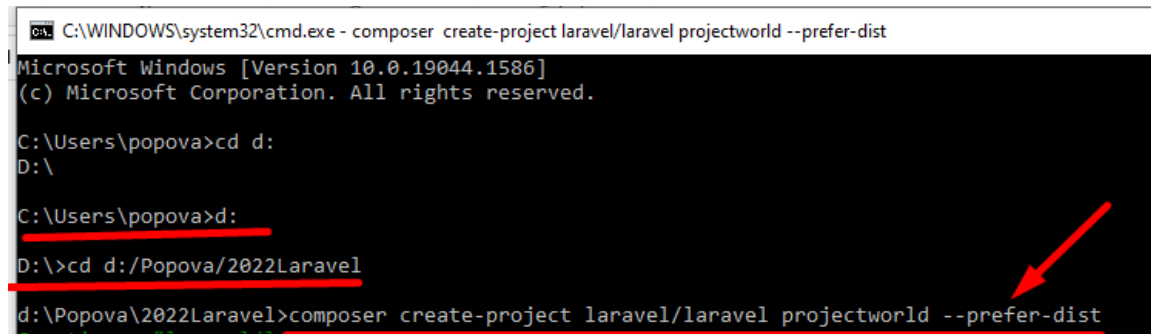 C:\WINDOWS\system32\cmd.exe - composer  create-project laravel/laravel projectworld --prefer-dist
Microsoft Windows [Version 10.0.19044.1586]
(c) Microsoft Corporation. All rights reserved.
C:\Users\popova>cd d:
D:\
C:\Users\popova>d:
D:\>cd d:/Popova/2022Laravel
d:\Popova\2022Laravel>composer create-project laravel/laravel projectworld --prefer-dist